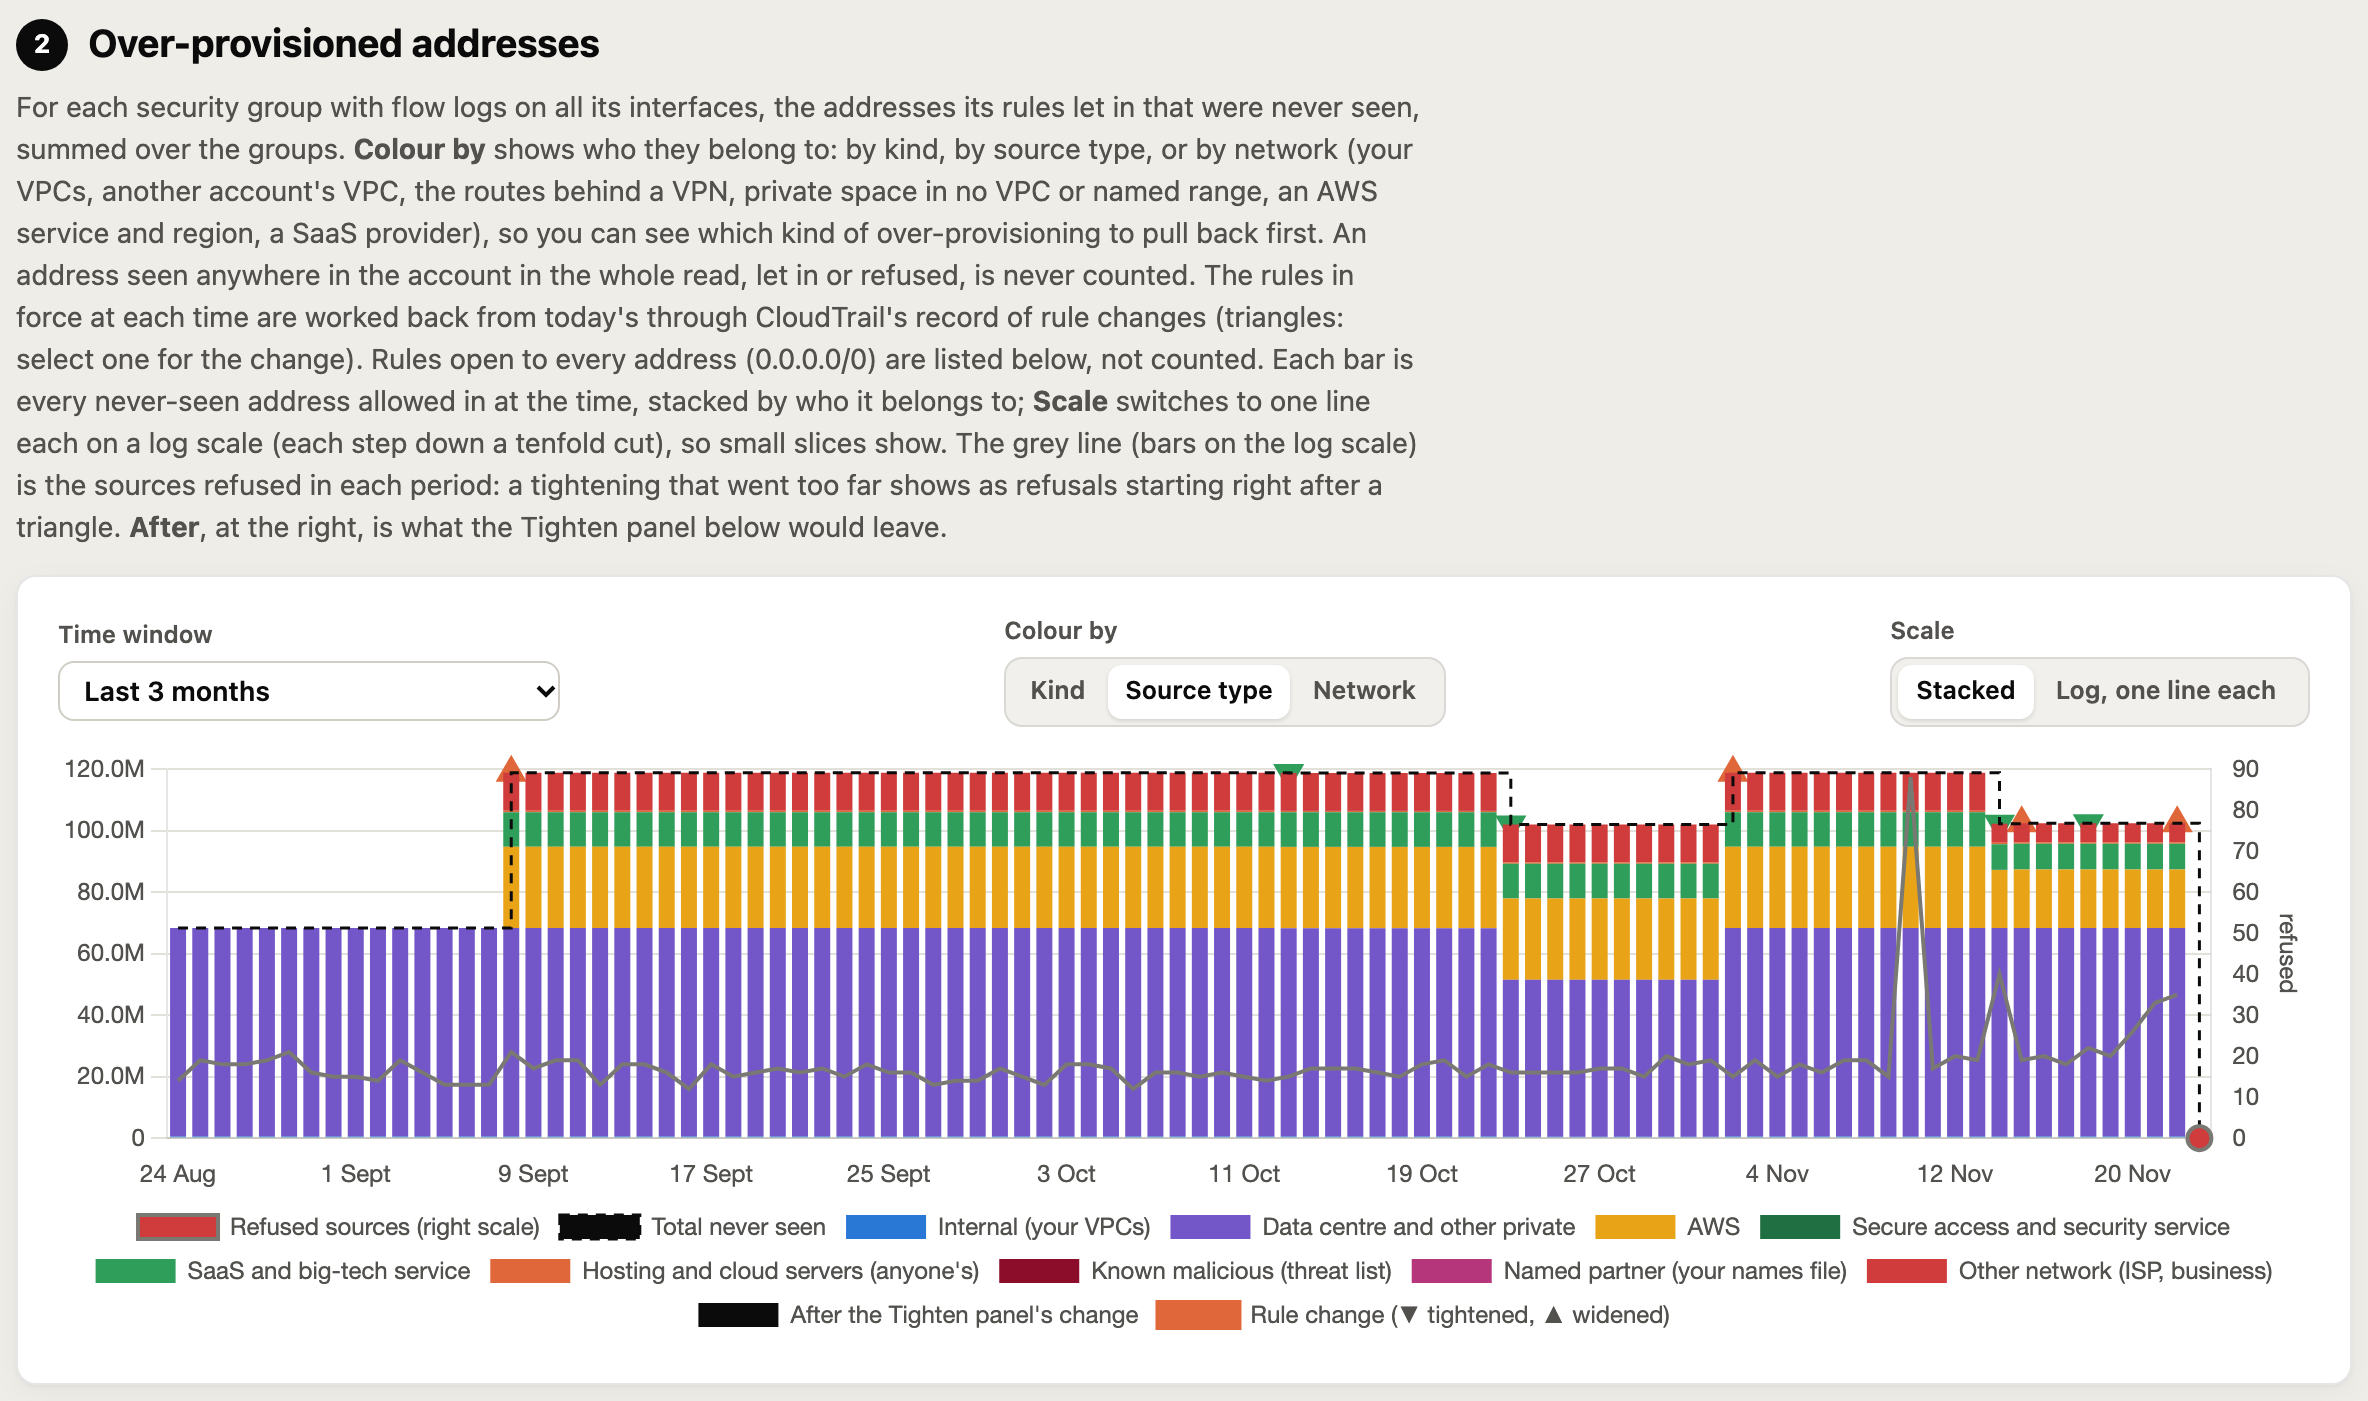 2 Over-provisioned addresses
For each security group with flow logs on all its interfaces, the addresses its rules let in that were never seen,
summed over the groups. Colour by shows who they belong to: by kind, by source type, or by network (your
VPCs, another account's VPC, the routes behind a VPN, private space in no VPC or named range, an AWS
service and region, a SaaS provider), so you can see which kind of over-provisioning to pull back first. An
address seen anywhere in the account in the whole read, let in or refused, is never counted. The rules in
force at each time are worked back from today's through CloudTrail's record of rule changes (triangles:
select one for the change). Rules open to every address (0.0.0.0/0) are listed below, not counted. Each bar is
every never-seen address allowed in at the time, stacked by who it belongs to; Scale switches to one line
each on a log scale (each step down a tenfold cut), so small slices show. The grey line (bars on the log scale)
is the sources refused in each period: a tightening that went too far shows as refusals starting right after a
triangle. After, at the right, is what the Tighten panel below would leave.
Time window
Colour by
Scale
Last 3 months
Kind Source type Network
Stacked Log, one line each
120.0M
100.0M
80.0M
60.0M
40.0M
20.0M
0
90
80
70
60
50
40
30
20
10
0
refused
24 Aug 1 Sept 9 Sept 17 Sept 25 Sept 3 Oct 11 Oct 19 Oct 27 Oct 4 Nov 12 Nov 20 Nov
Refused sources (right scale) Total never seen Internal (your VPCs) Data centre and other private AWS Secure access and security service
SaaS and big-tech service Hosting and cloud servers (anyone's) Known malicious (threat list) Named partner (your names file) Other network (ISP, business)
After the Tighten panel's change Rule change (▼ tightened, ▲ widened)